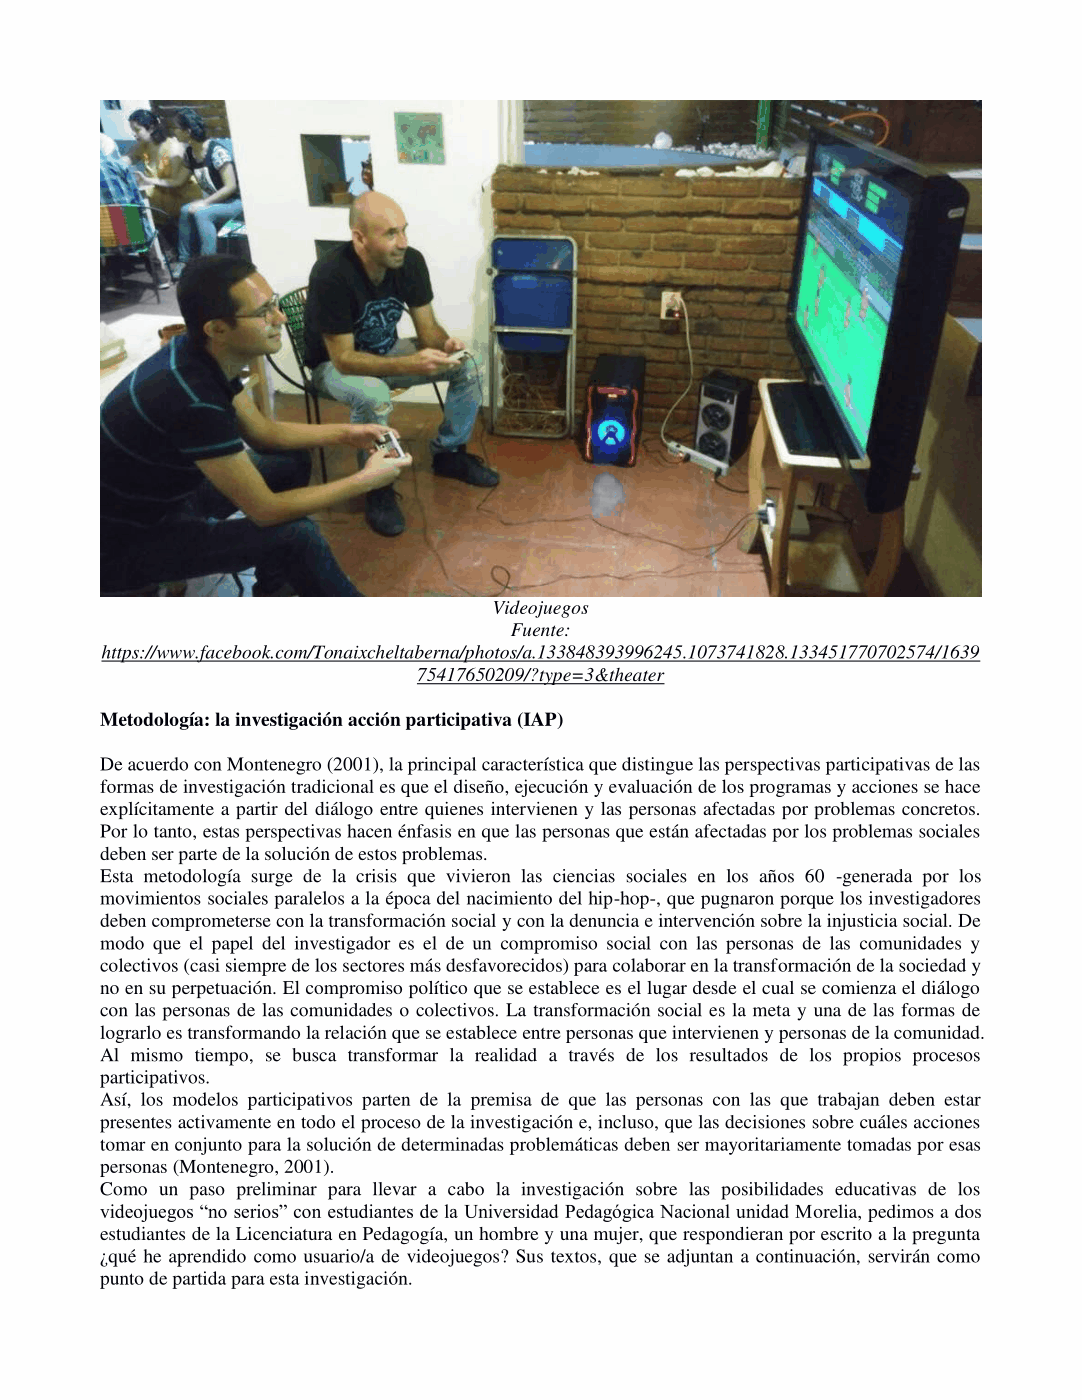 Videojuegos
Fuente:
https://www.facebook.com/Tonaixcheltaberna/photos/a.133848393996245.1073741828.133451770702574/1639
75417650209/?type=3&theater
Metodología: la investigación acción participativa (IAP)
De acuerdo con Montenegro (2001), la principal característica que distingue las perspectivas participativas de las
formas de investigación tradicional es que el diseño, ejecución y evaluación de los programas y acciones se hace
explícitamente a partir del diálogo entre quienes intervienen y las personas afectadas por problemas concretos.
Por lo tanto, estas perspectivas hacen énfasis en que las personas que están afectadas por los problemas sociales
deben ser parte de la solución de estos problemas.
Esta metodología surge de la crisis que vivieron las ciencias sociales en los años 60 -generada por los
movimientos sociales paralelos a la época del nacimiento del hip-hop-, que pugnaron porque los investigadores
deben comprometerse con la transformación social y con la denuncia e intervención sobre la injusticia social. De
modo que el papel del investigador es el de un compromiso social con las personas de las comunidades y
colectivos (casi siempre de los sectores más desfavorecidos) para colaborar en la transformación de la sociedad y
no en su perpetuación. El compromiso político que se establece es el lugar desde el cual se comienza el diálogo
con las personas de las comunidades o colectivos. La transformación social es la meta y una de las formas de
lograrlo es transformando la relación que se establece entre personas que intervienen y personas de la comunidad.
Al mismo tiempo, se busca transformar la realidad a través de los resultados de los propios procesos
participativos.
Así, los modelos participativos parten de la premisa de que las personas con las que trabajan deben estar
presentes activamente en todo el proceso de la investigación e, incluso, que las decisiones sobre cuáles acciones
tomar en conjunto para la solución de determinadas problemáticas deben ser mayoritariamente tomadas por esas
personas (Montenegro, 2001).
Como un paso preliminar para llevar a cabo la investigación sobre las posibilidades educativas de los
videojuegos “no serios” con estudiantes de la Universidad Pedagógica Nacional unidad Morelia, pedimos a dos
estudiantes de la Licenciatura en Pedagogía, un hombre y una mujer, que respondieran por escrito a la pregunta
¿qué he aprendido como usuario/a de videojuegos? Sus textos, que se adjuntan a continuación, servirán como
punto de partida para esta investigación.